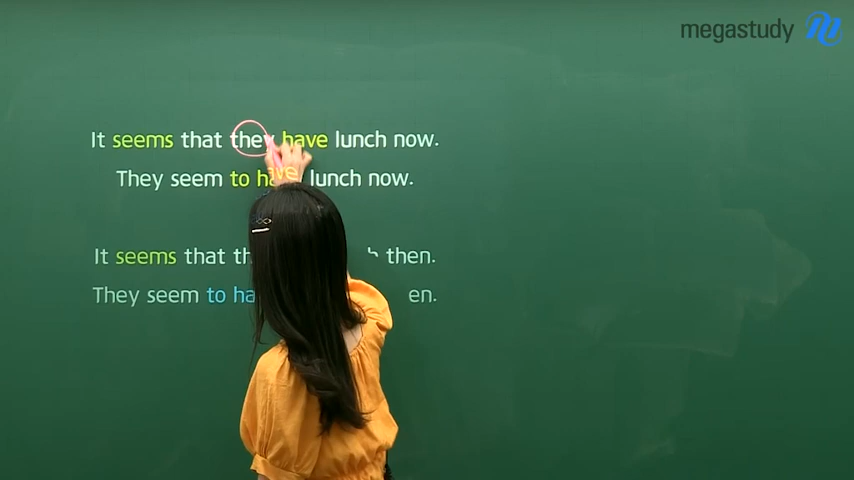 megastudy
It seems that they have lunch now.
They seem to have lunch now.
It seems that then.
They seem to